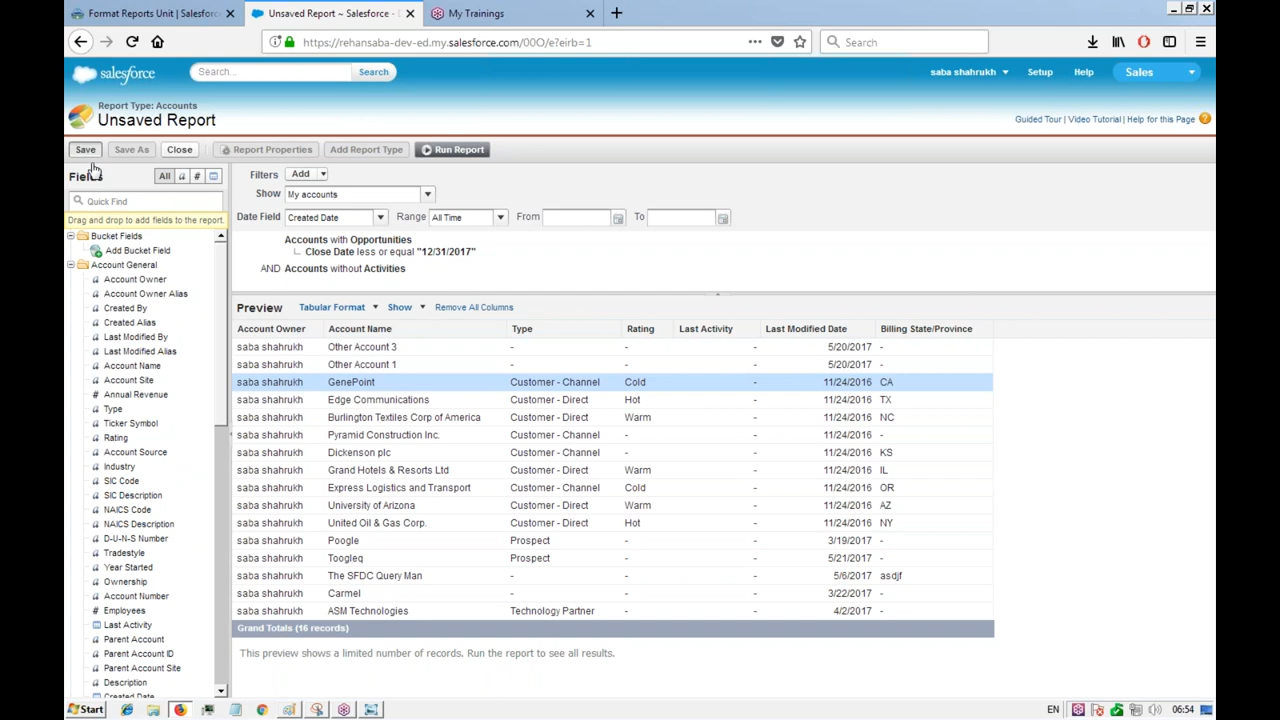 Format Reports Unit | Salesforc
Unsaved Report ~ Salesforce - D
My Trainings
https://rehansaba-dev-ed.my.salesforce.com/00O/e?eirb=1
Search
salesforce
Search...
Search
saba shahrukh
Setup
Help
Sales
Report Type: Accounts
Unsaved Report
Guided Tour | Video Tutorial | Help for this Page
Save
Save As
Close
Report Properties
Add Report Type
Run Report
Fields
All
a
#
Quick Find
Drag and drop to add fields to the report.
Bucket Fields
Add Bucket Field
Account General
a Account Owner
a Account Owner Alias
a Created By
a Created Alias
a Last Modified By
a Last Modified Alias
a Account Name
a Account Site
# Annual Revenue
a Type
a Ticker Symbol
a Rating
a Account Source
a Industry
a SIC Code
a SIC Description
a NAICS Code
a NAICS Description
a D-U-N-S Number
a Tradestyle
a Year Started
a Ownership
a Account Number
# Employees
Last Activity
a Parent Account
a Parent Account ID
a Parent Account Site
a Description
Created Date
Filters Add
Show My accounts
Date Field Created Date Range All Time From To
Accounts with Opportunities
Close Date less or equal "12/31/2017"
AND Accounts without Activities
Preview Tabular Format Show Remove All Columns
Account Owner Account Name Type Rating Last Activity Last Modified Date Billing State/Province
saba shahrukh Other Account 3 - - - 5/20/2017 -
saba shahrukh Other Account 1 - - - 5/20/2017 -
saba shahrukh GenePoint Customer - Channel Cold - 11/24/2016 CA
saba shahrukh Edge Communications Customer - Direct Hot - 11/24/2016 TX
saba shahrukh Burlington Textiles Corp of America Customer - Direct Warm - 11/24/2016 NC
saba shahrukh Pyramid Construction Inc. Customer - Channel - - 11/24/2016 -
saba shahrukh Dickenson plc Customer - Channel - - 11/24/2016 KS
saba shahrukh Grand Hotels & Resorts Ltd Customer - Direct Warm - 11/24/2016 IL
saba shahrukh Express Logistics and Transport Customer - Channel Cold - 11/24/2016 OR
saba shahrukh University of Arizona Customer - Direct Warm - 11/24/2016 AZ
saba shahrukh United Oil & Gas Corp. Customer - Direct Hot - 11/24/2016 NY
saba shahrukh Poogle Prospect - - 3/19/2017 -
saba shahrukh Toogleq Prospect - - 5/21/2017 -
saba shahrukh The SFDC Query Man - - - 5/6/2017 asdjf
saba shahrukh Carmel - - - 3/22/2017 -
saba shahrukh ASM Technologies Technology Partner - - 4/2/2017 -
Grand Totals (16 records)
This preview shows a limited number of records. Run the report to see all results.
Start
EN
06:54